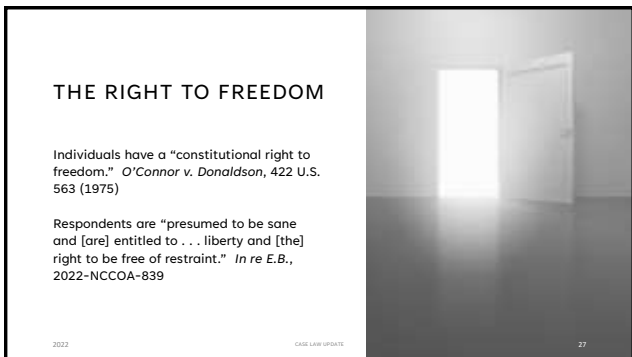 THE RIGHT TO FREEDOM
Individuals have a “constitutional right to
freedom.” O’Connor v. Donaldson, 422 U.S.
563 (1975)
Respondents are “presumed to be sane
and [are] entitled to . . . liberty and [the]
right to be free of restraint.” In re E.B.,
2022-NCCOA-839
2022
CASE LAW UPDATE
27